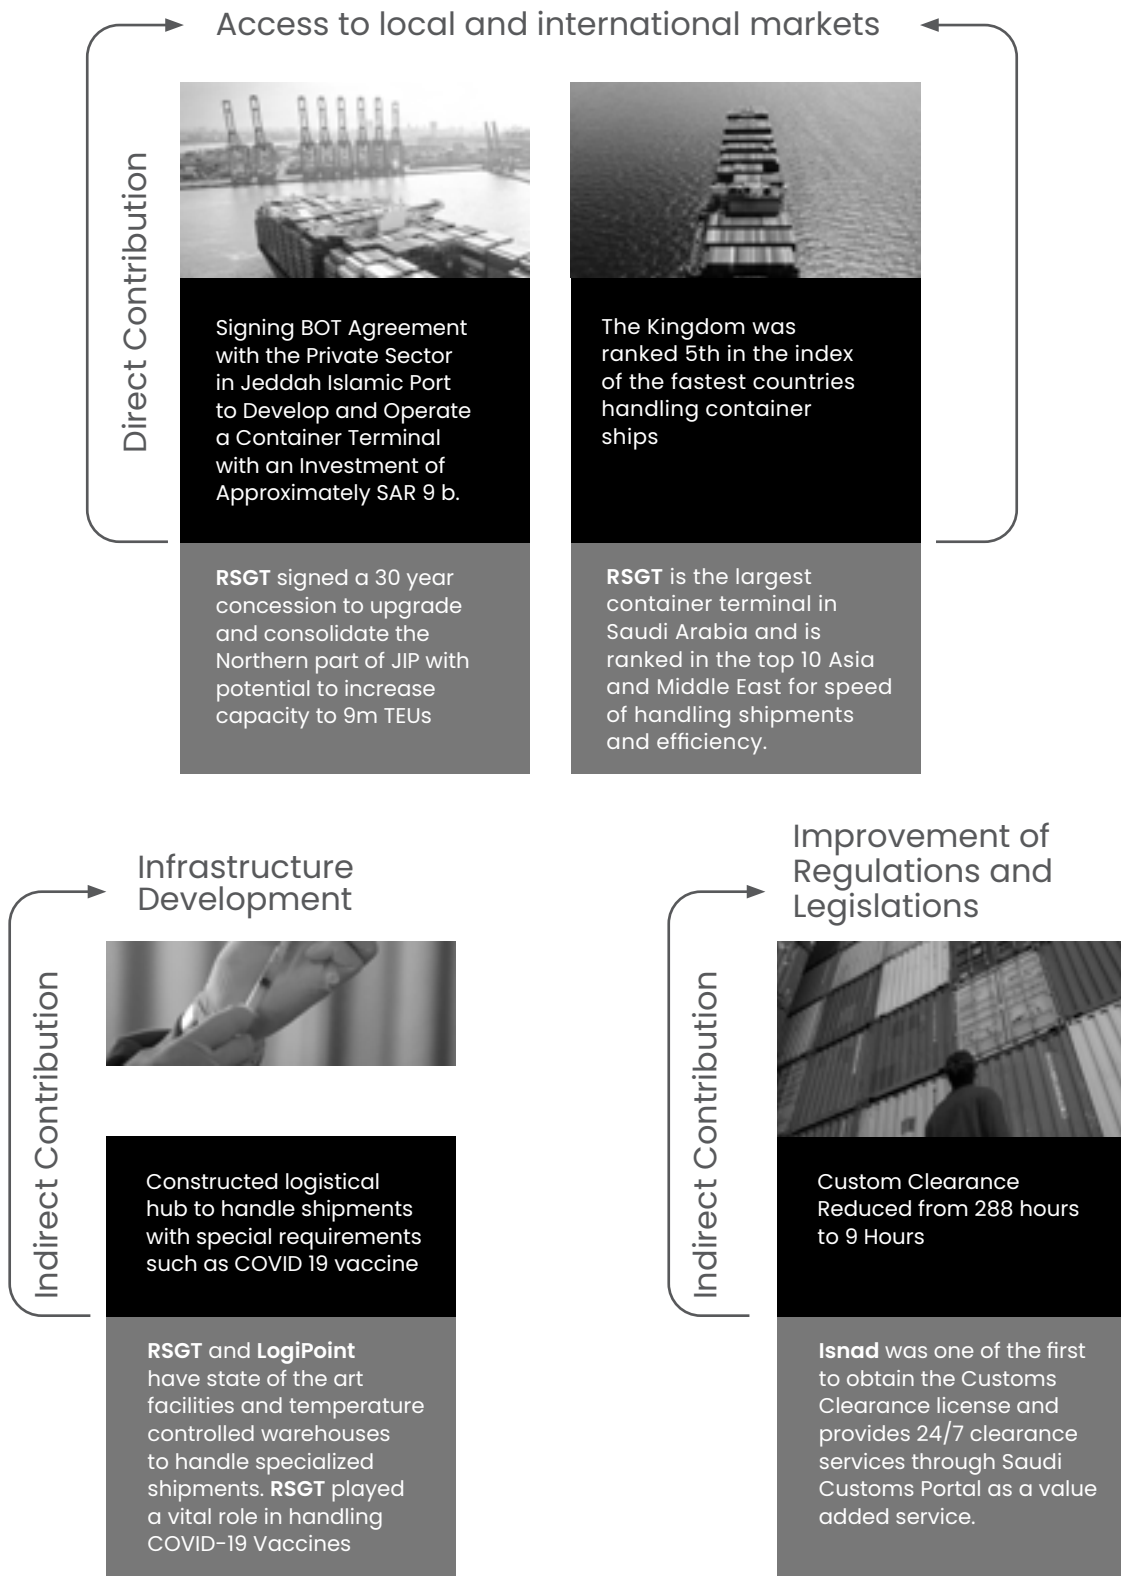 Access to local and international markets
Direct Contribution
Signing BOT Agreement
with the Private Sector
in Jeddah Islamic Port
to Develop and Operate
a Container Terminal
with an Investment of
Approximately SAR 9 b.
RSGT signed a 30 year
concession to upgrade
and consolidate the
Northern part of JIP with
potential to increase
capacity to 9m TEUs
The Kingdom was
ranked 5th in the index
of the fastest countries
handling container
ships
RSGT is the largest
container terminal in
Saudi Arabia and is
ranked in the top 10 Asia
and Middle East for speed
of handling shipments
and efficiency.
Infrastructure
Development
Indirect Contribution
Constructed logistical
hub to handle shipments
with special requirements
such as COVID 19 vaccine
RSGT and LogiPoint
have state of the art
facilities and temperature
controlled warehouses
to handle specialized
shipments. RSGT played
a vital role in handling
COVID-19 Vaccines
Improvement of
Regulations and
Legislations
Indirect Contribution
Custom Clearance
Reduced from 288 hours
to 9 Hours
Isnad was one of the first
to obtain the Customs
Clearance license and
provides 24/7 clearance
services through Saudi
Customs Portal as a value
added service.